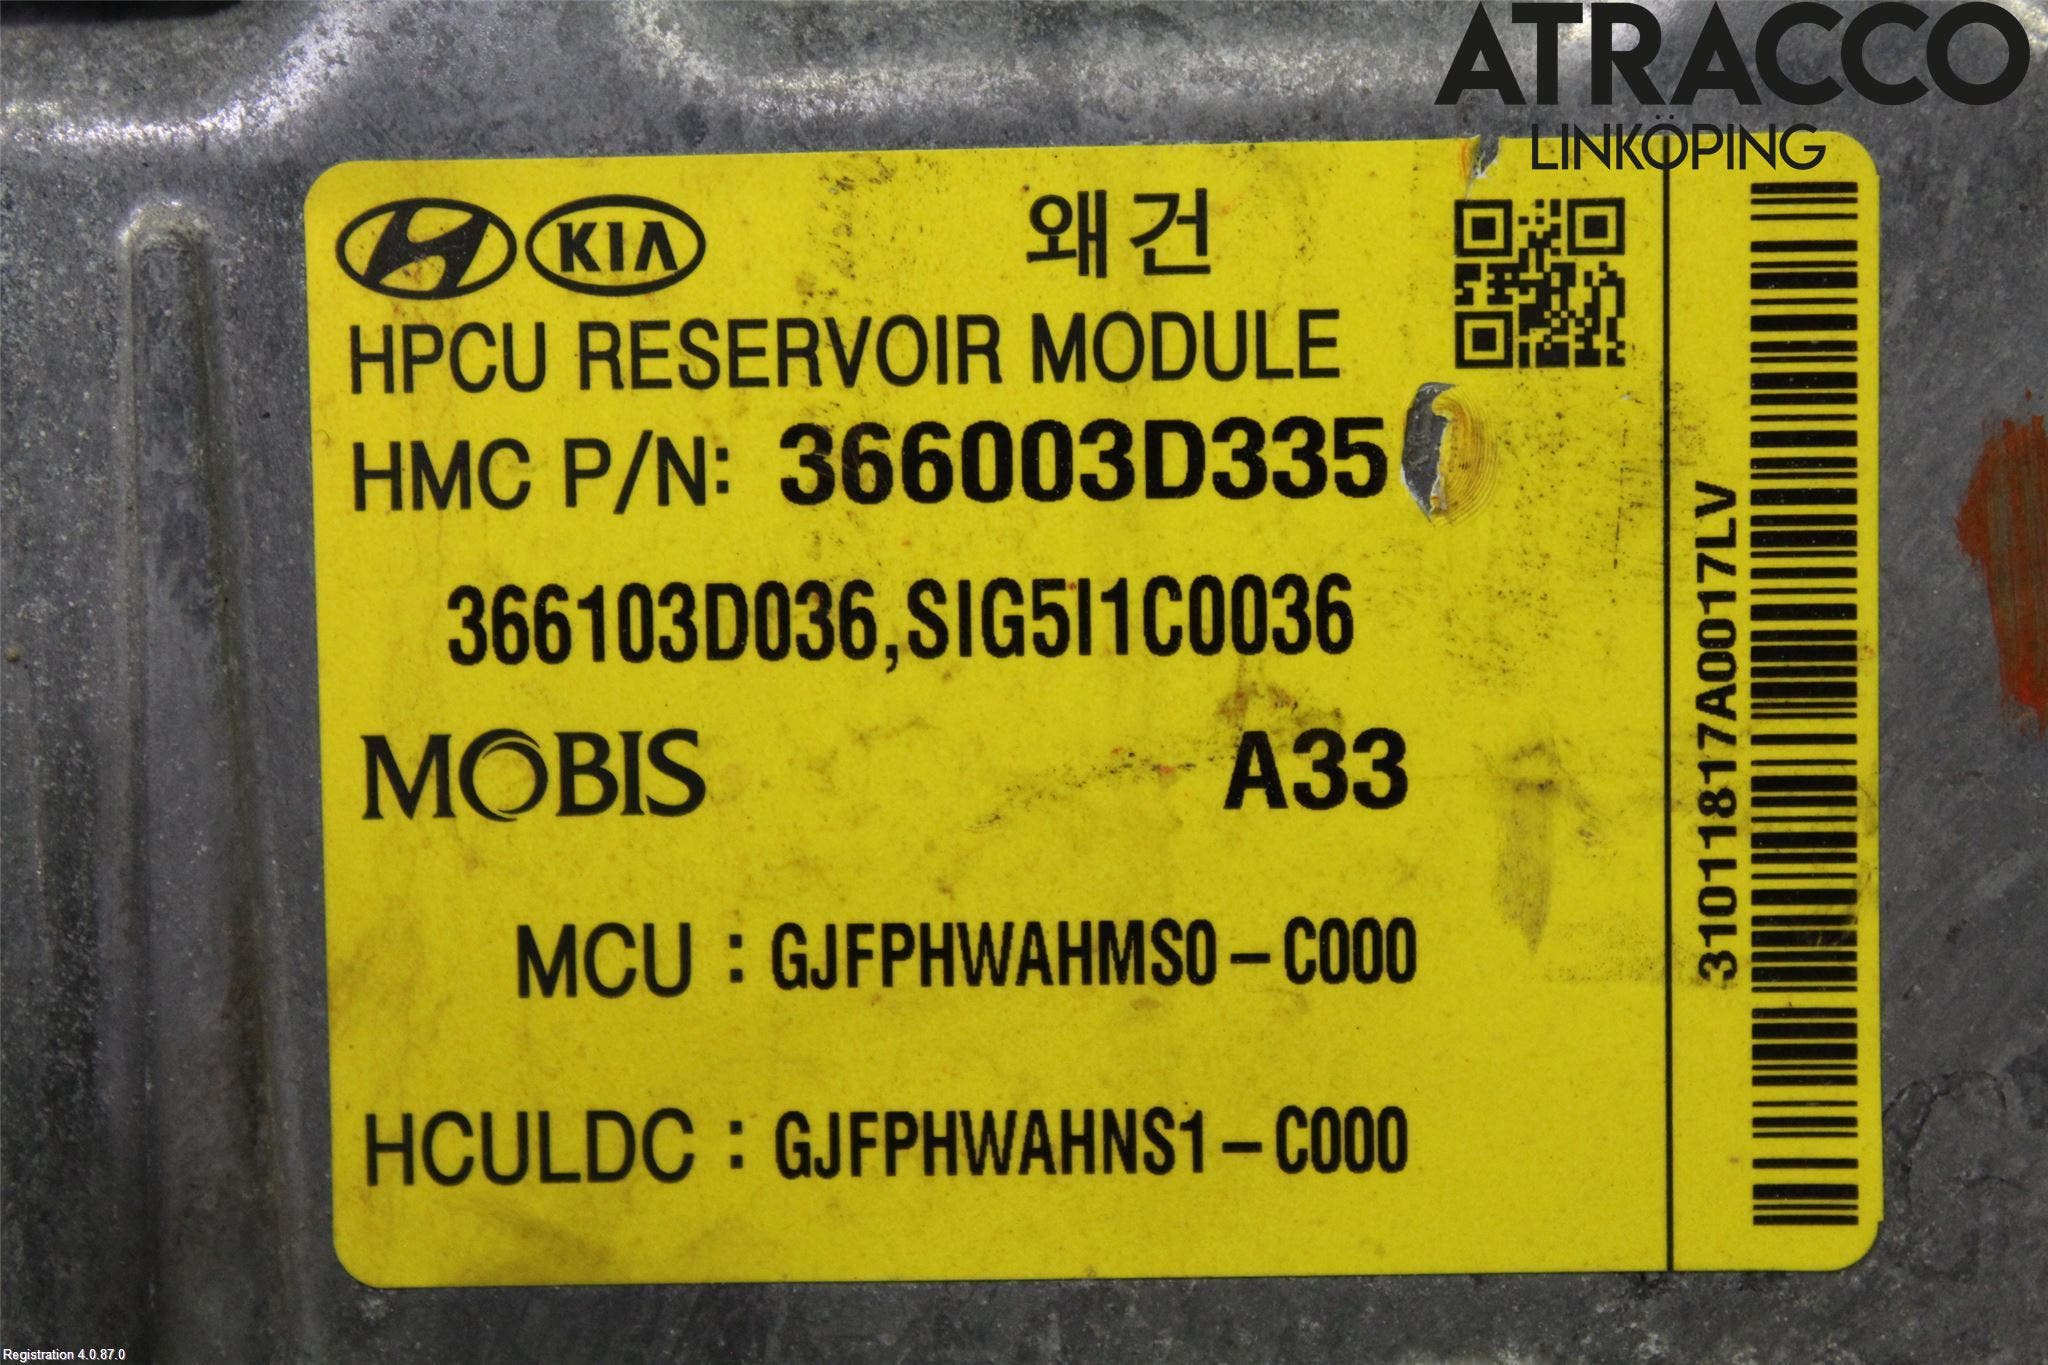 ATRACCO
LINKÖPING
KIA 왜건
HPCU RESERVOIR MODULE
HMC P/N: 366003D335
366103D036,SIG5I1C0036
MOBIS A33
MCU : GJFPHWAHMS0-C000
HCULDC : GJFPHWAHNS1-C000
31011817A0017LV
Registration 4.0.87.0